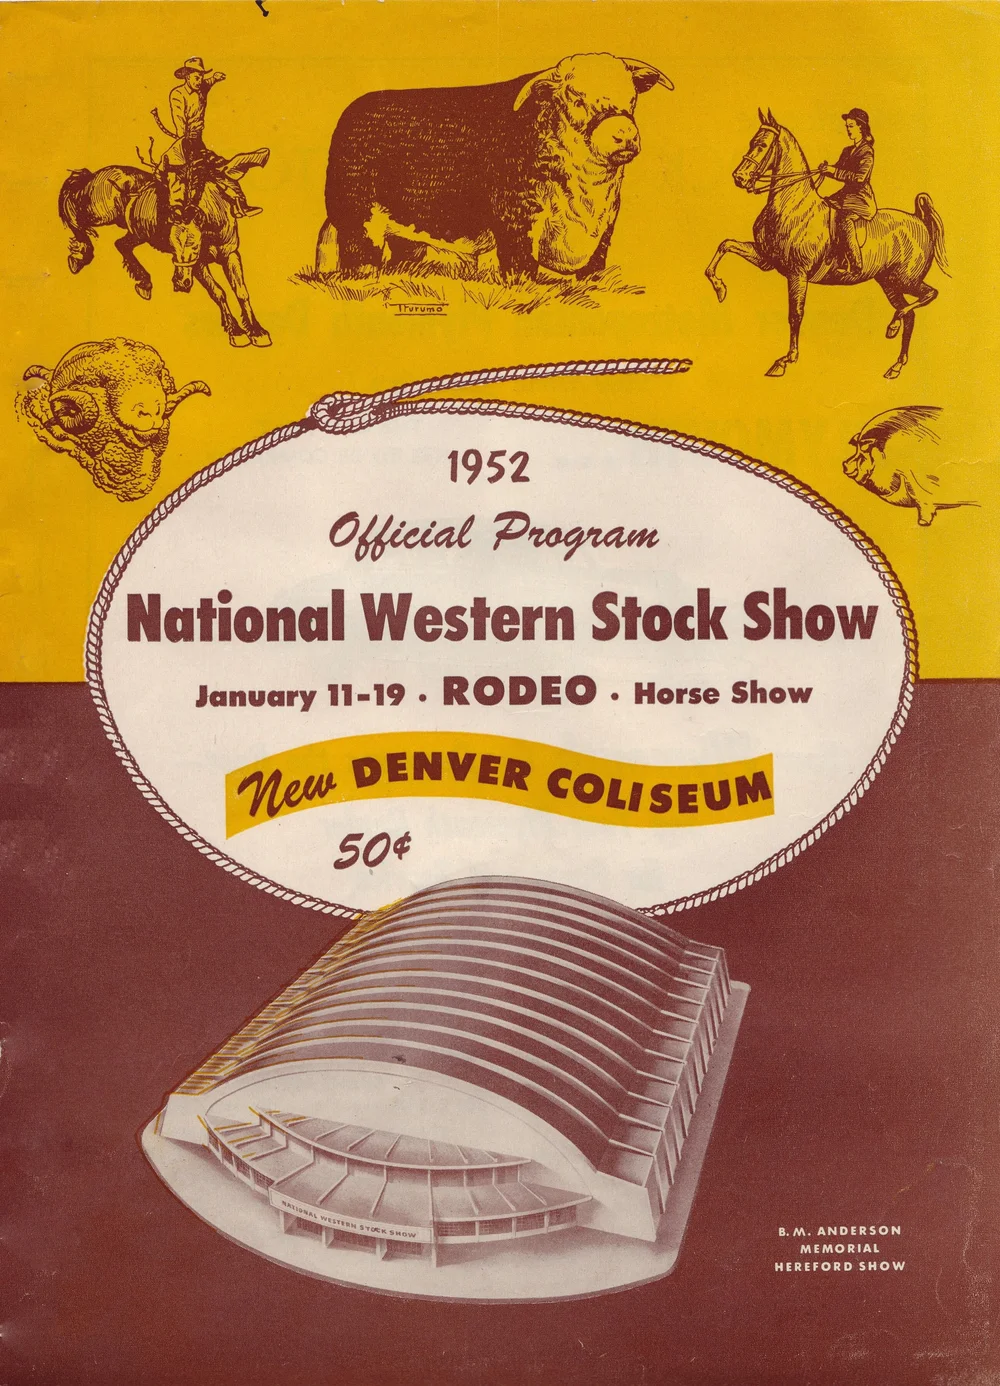 Trurumo
1952
Official Program
National Western Stock Show
January 11-19 · RODEO · Horse Show
New DENVER COLISEUM
50¢
NATIONAL WESTERN STOCK SHOW
B. M. ANDERSON
MEMORIAL
HEREFORD SHOW